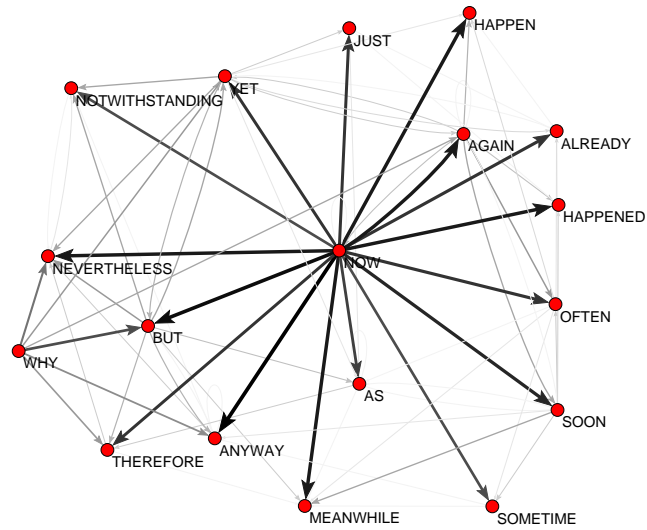 HAPPEN
JUST
YET
NOTWITHSTANDING
AGAIN
ALREADY
HAPPENED
NOW
NEVERTHELESS
OFTEN
BUT
WHY
AS
SOON
ANYWAY
THEREFORE
MEANWHILE
SOMETIME